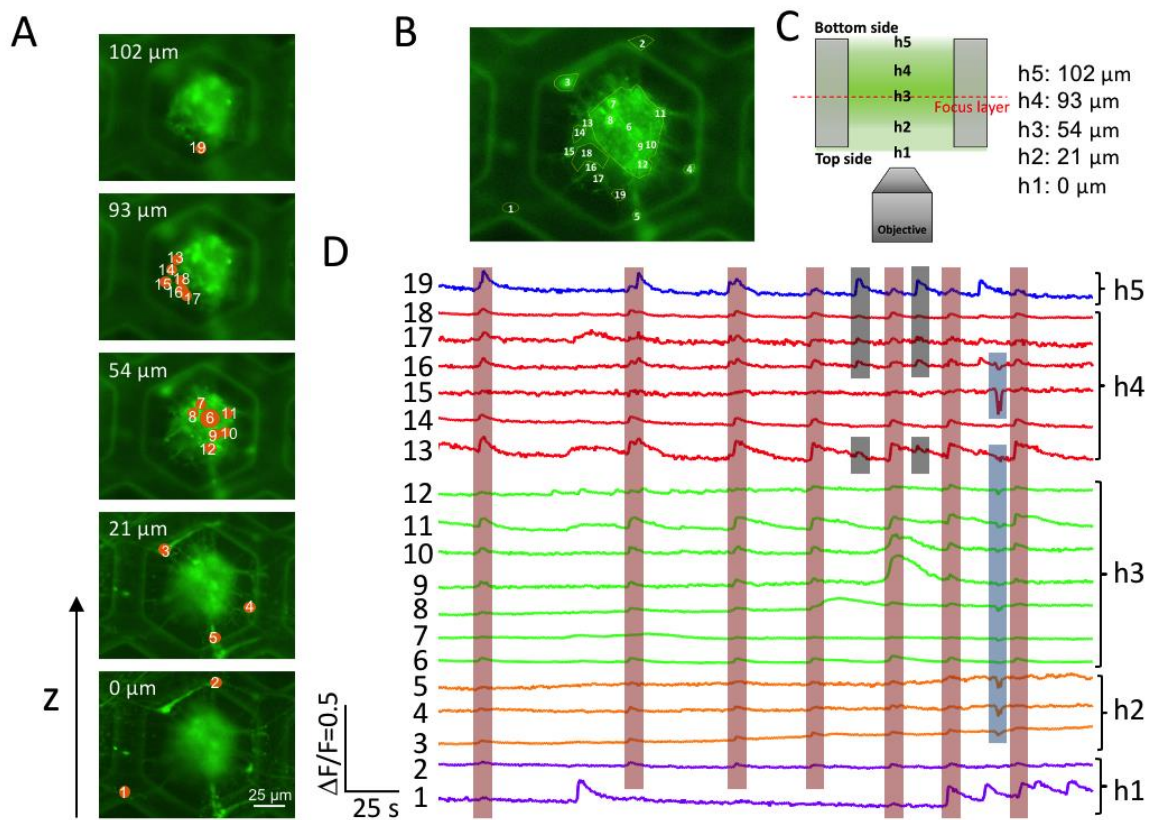 A
102 μm
19
93 μm
13
14
15
18
16
17
54 μm
7
8
6
11
9
10
12
21 μm
3
4
5
Z
0 μm
2
1
25 μm
B
2
3
7
8
6
11
13
14
15
18
9
10
12
16
17
4
19
1
5
C
Bottom side
h5
h4
h3
Focus layer
h2
Top side
h1
Objective
h5: 102 μm
h4: 93 μm
h3: 54 μm
h2: 21 μm
h1: 0 μm
D
19
18
17
16
15
14
13
12
11
10
9
8
7
6
5
4
3
2
1
h5
h4
h3
h2
h1
ΔF/F=0.5
25 s